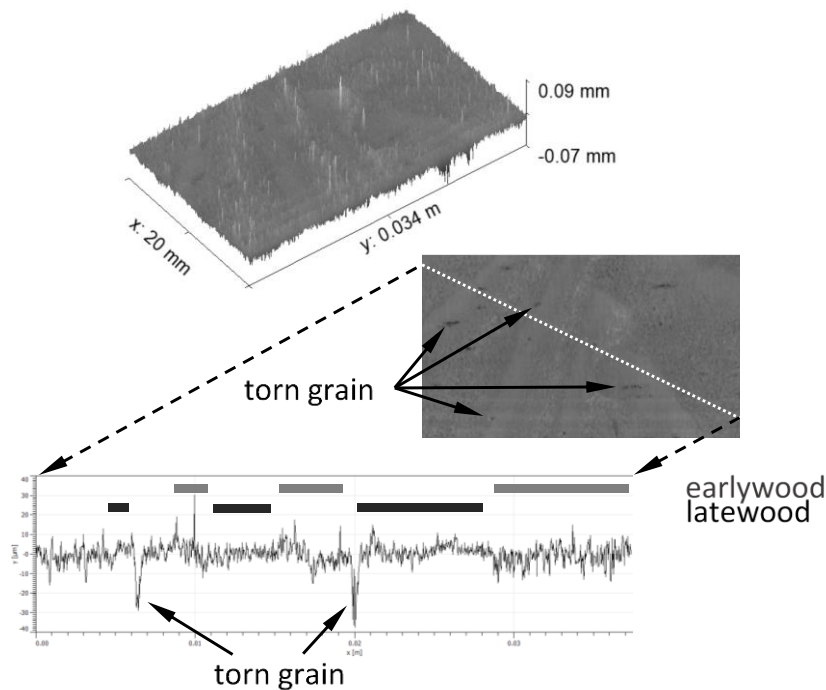 0.09 mm
-0.07 mm
x: 20 mm
y: 0.034 m
torn grain
earlywood
latewood
40
30
20
10
0
-10
-20
-30
-40
y [µm]
0.00
0.01
0.02
0.03
x [m]
torn grain